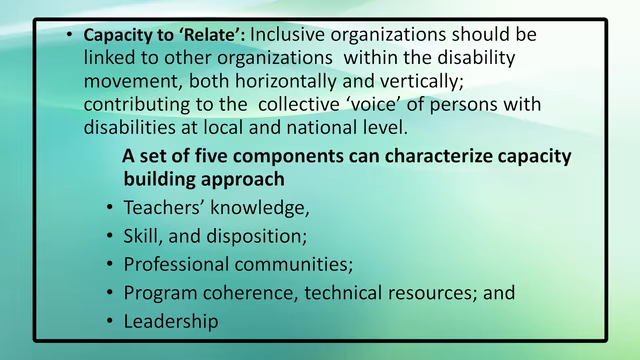 • Capacity to ‘Relate’: Inclusive organizations should be
linked to other organizations within the disability
movement, both horizontally and vertically;
contributing to the collective ‘voice’ of persons with
disabilities at local and national level.
A set of five components can characterize capacity
building approach
• Teachers’ knowledge,
• Skill, and disposition;
• Professional communities;
• Program coherence, technical resources; and
• Leadership